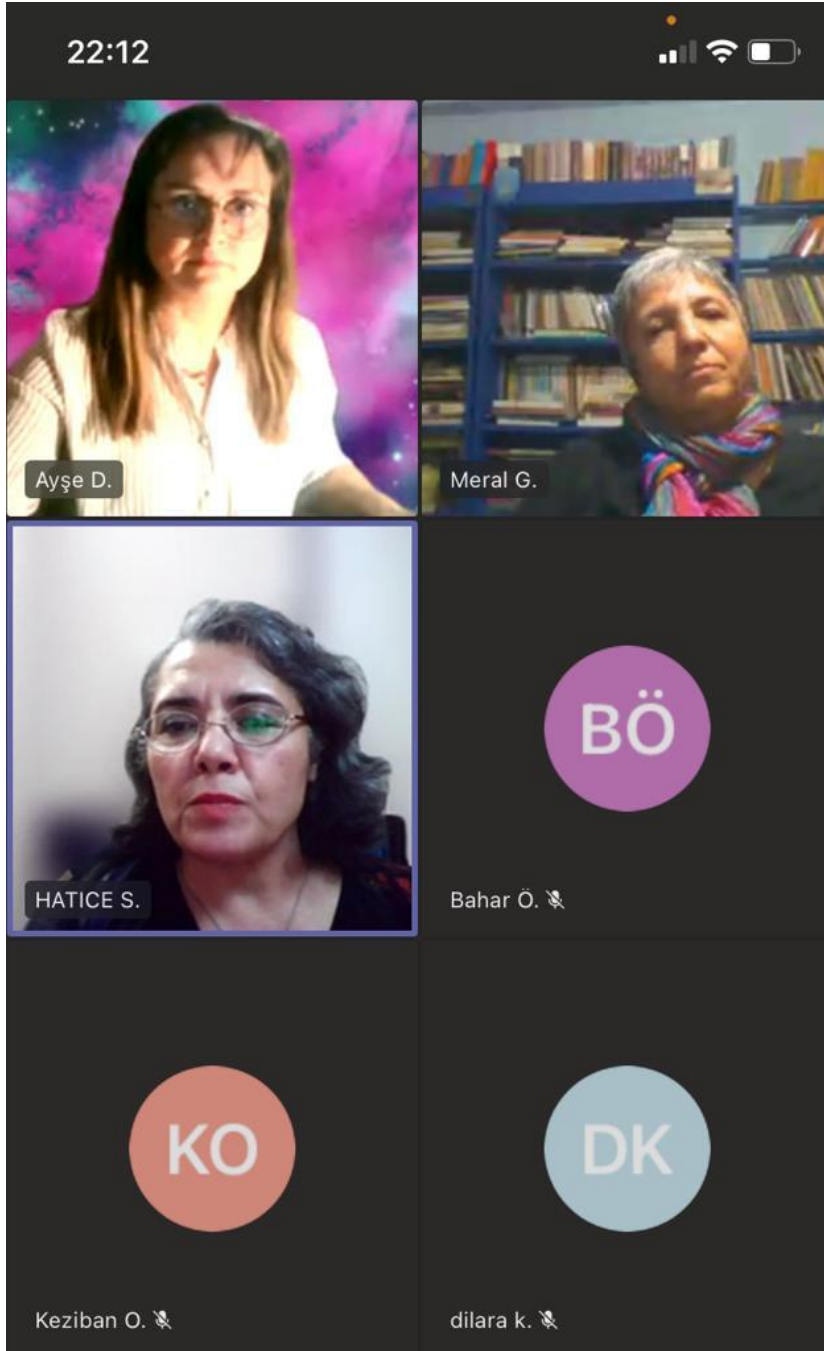 22:12
Ayşe D.
Meral G.
HATICE S.
BÖ
Bahar Ö.
KO
Keziban O.
DK
dilara k.